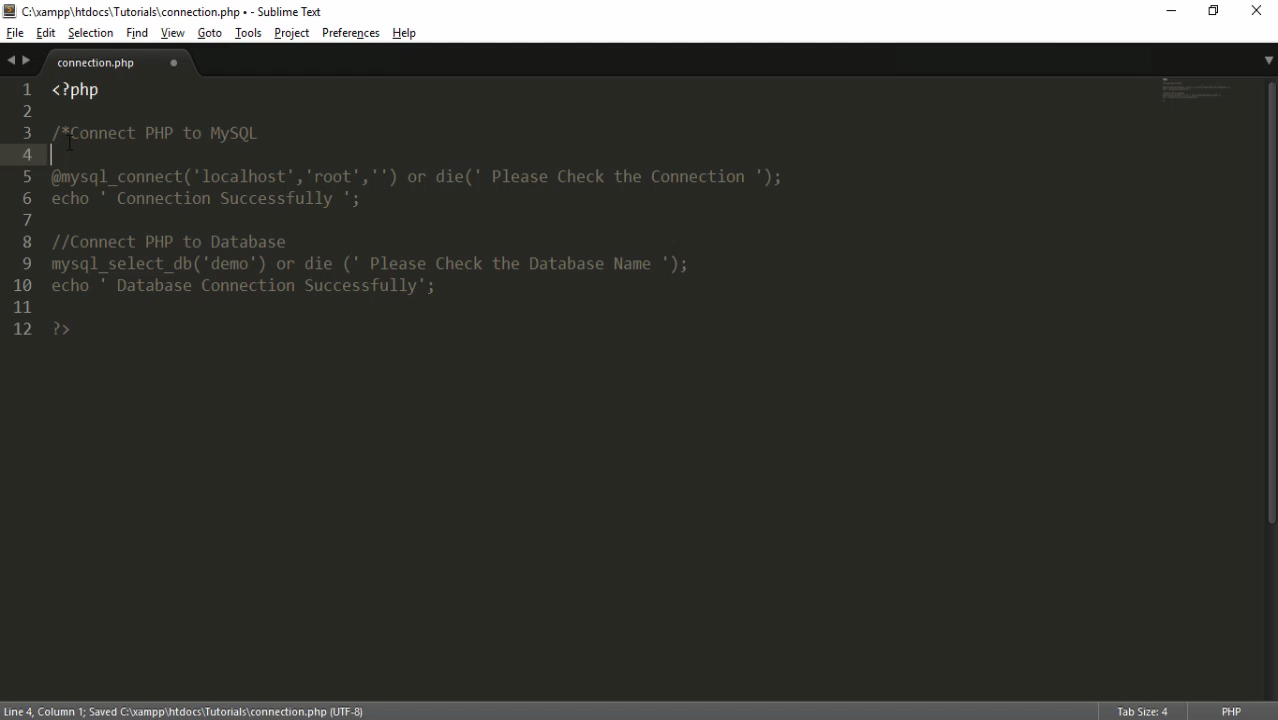 C:\xampp\htdocs\Tutorials\connection.php • - Sublime Text
File Edit Selection Find View Goto Tools Project Preferences Help
connection.php
1 <?php
2
3 /*Connect PHP to MySQL
4
5 @mysql_connect('localhost','root','') or die(' Please Check the Connection ');
6 echo ' Connection Successfully ';
7
8 //Connect PHP to Database
9 mysql_select_db('demo') or die (' Please Check the Database Name ');
10 echo ' Database Connection Successfully';
11
12 ?>
Line 4, Column 1; Saved C:\xampp\htdocs\Tutorials\connection.php (UTF-8) Tab Size: 4 PHP